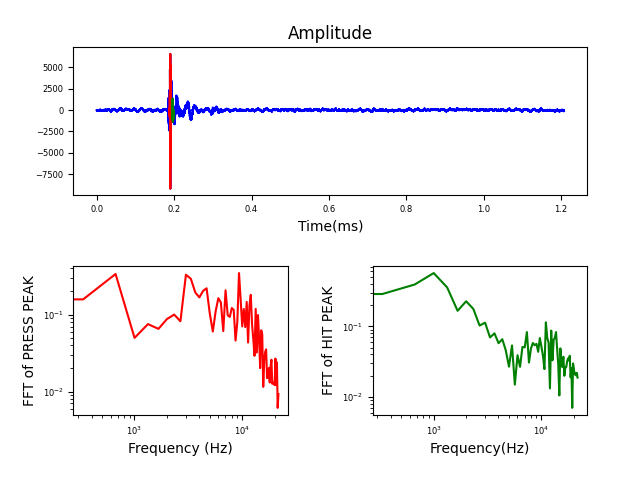 Amplitude
5000
2500
0
−2500
−5000
−7500
0.0 0.2 0.4 0.6 0.8 1.0 1.2
Time(ms)
FFT of PRESS PEAK
10⁻¹
10⁻²
10³ 10⁴
Frequency (Hz)
FFT of HIT PEAK
10⁻¹
10⁻²
10³ 10⁴
Frequency(Hz)